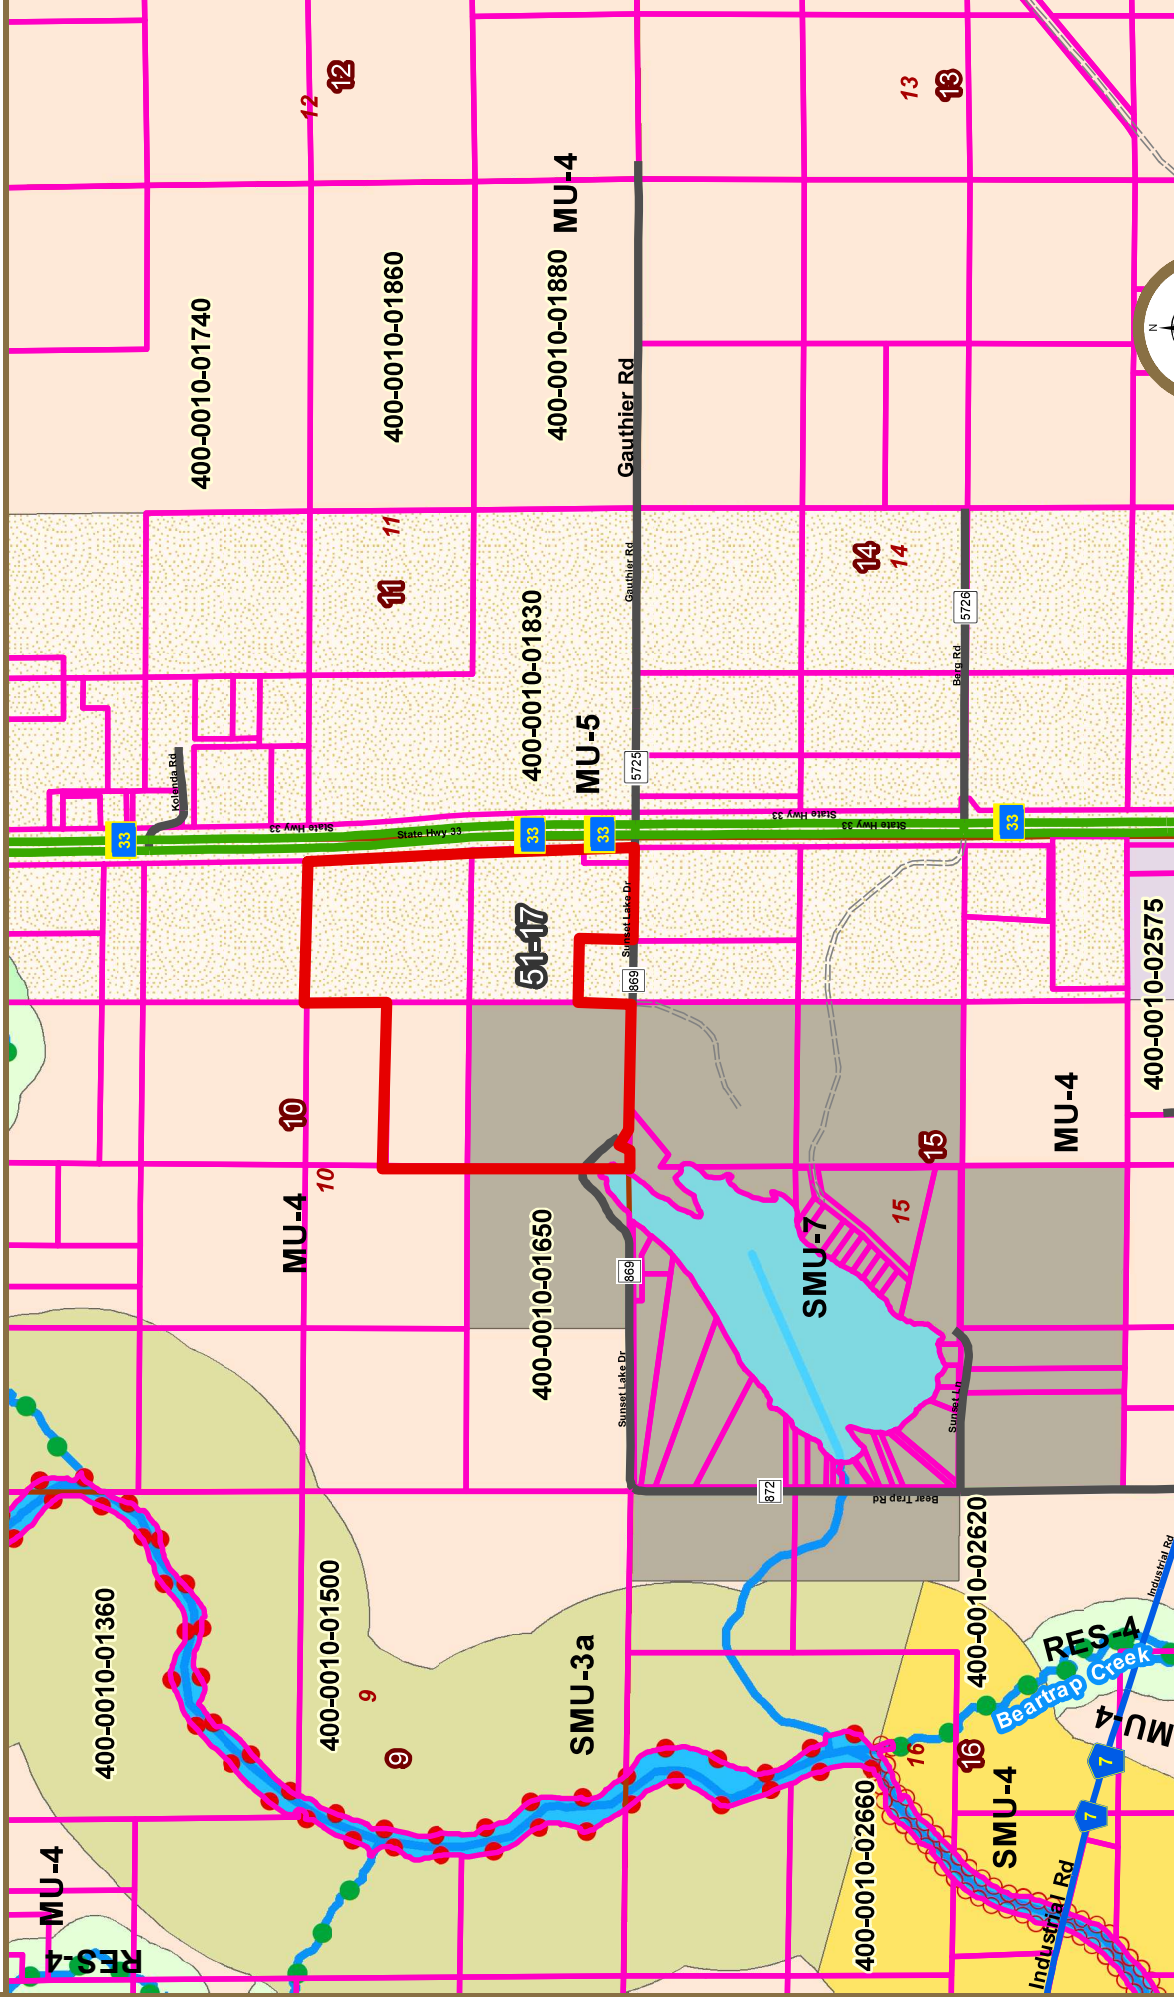 12
12
13
13
MU-4
400-0010-01740
400-0010-01860
400-0010-01880
Gauthier Rd
N
11
11
14
14
Gauthier Rd
400-0010-01830
5726
Berg Rd
MU-5
5725
Kolenda Rd
State Hwy 33
State Hwy 33
State Hwy 33
State Hwy 33
33
33
33
33
51-17
Sunset Lake Dr
869
400-0010-02575
MU-4
10
10
15
15
MU-4
400-0010-01650
869
SMU-7
Sunset Lake Dr
Sunset Ln
872
Bear Trap Rd
400-0010-01360
400-0010-01500
400-0010-02620
Industrial Rd
RES-4
Beartrap Creek
MU-4
SMU-3a
9
9
16
16
SMU-4
7
7
400-0010-02660
Industrial Rd
MU-4
RES-4